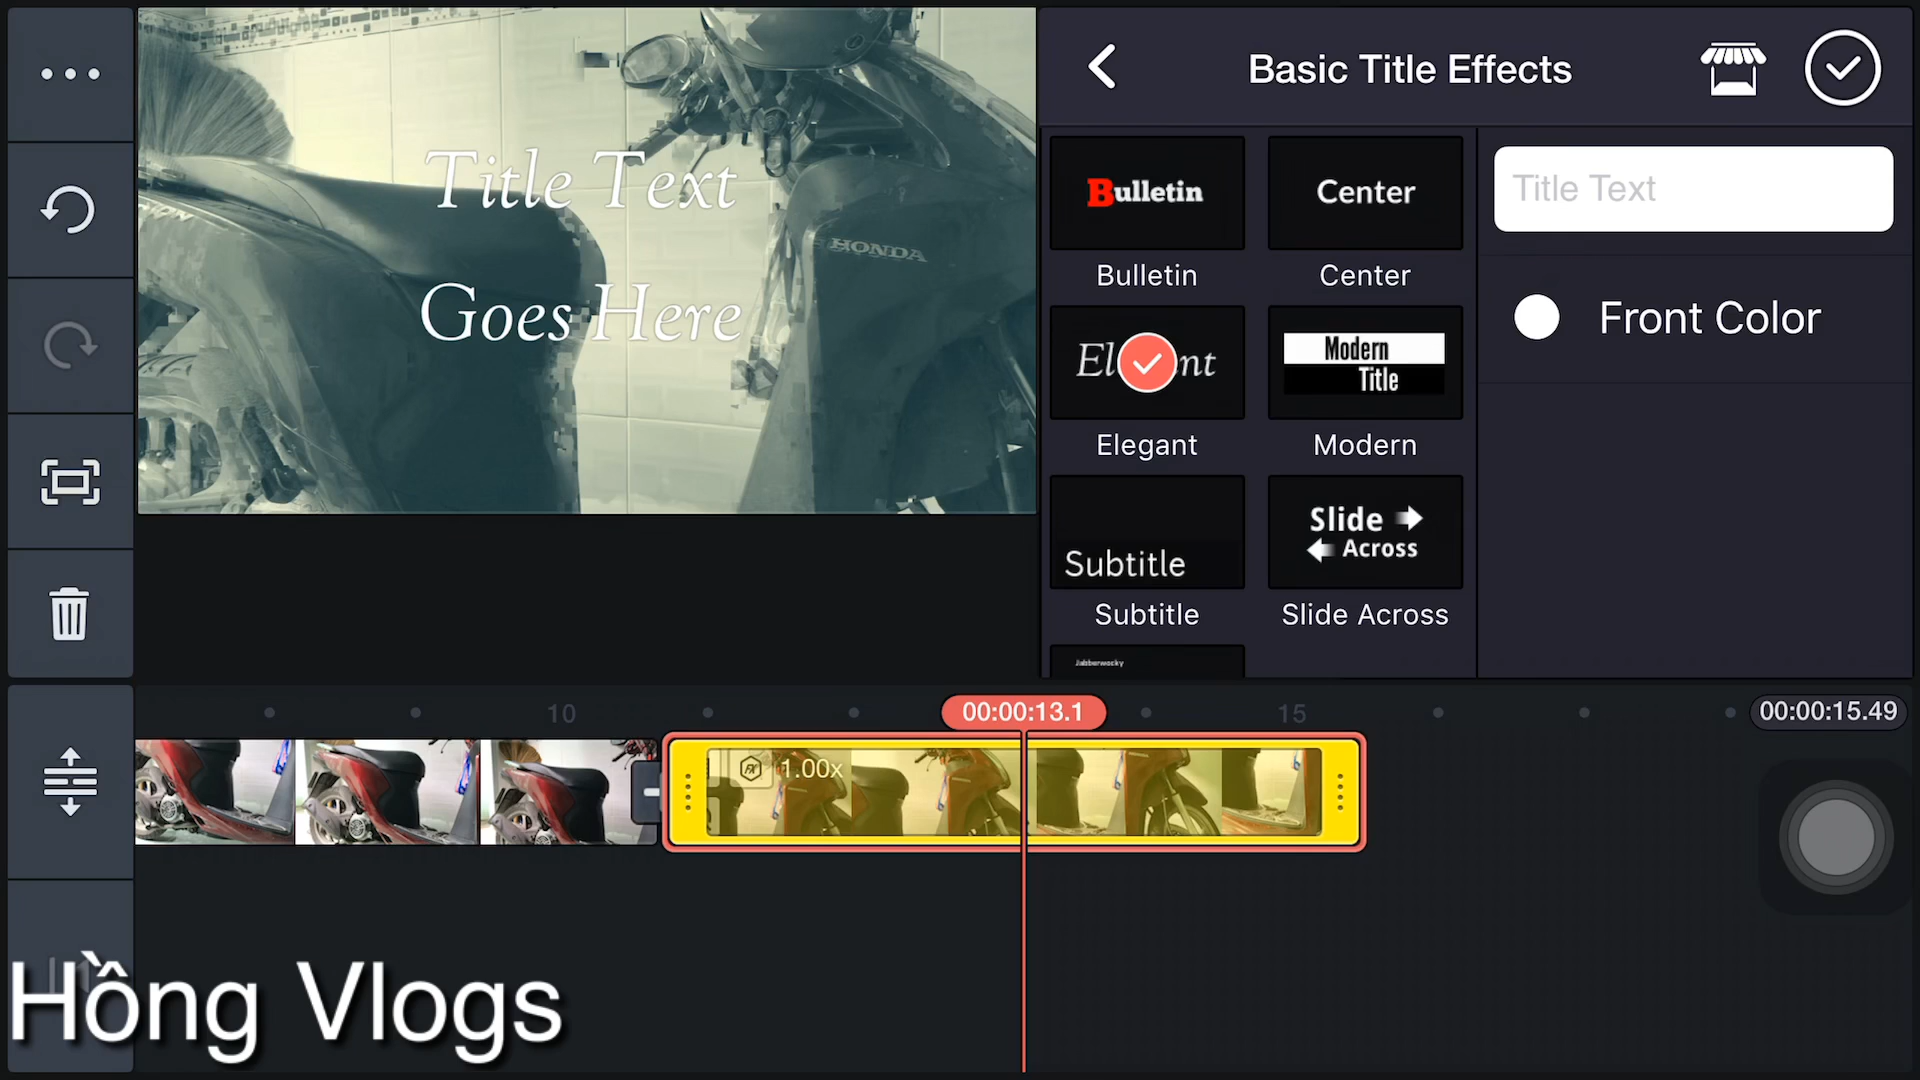 Basic Title Effects
Title Text
Goes Here
HONDA
Bulletin
Center
Bulletin
Center
Title Text
Front Color
Modern
Title
Elegant
Modern
Subtitle
Slide
Across
Subtitle
Slide Across
Jabberwocky
10
00:00:13.1
15
00:00:15.49
1.00x
Hồng Vlogs